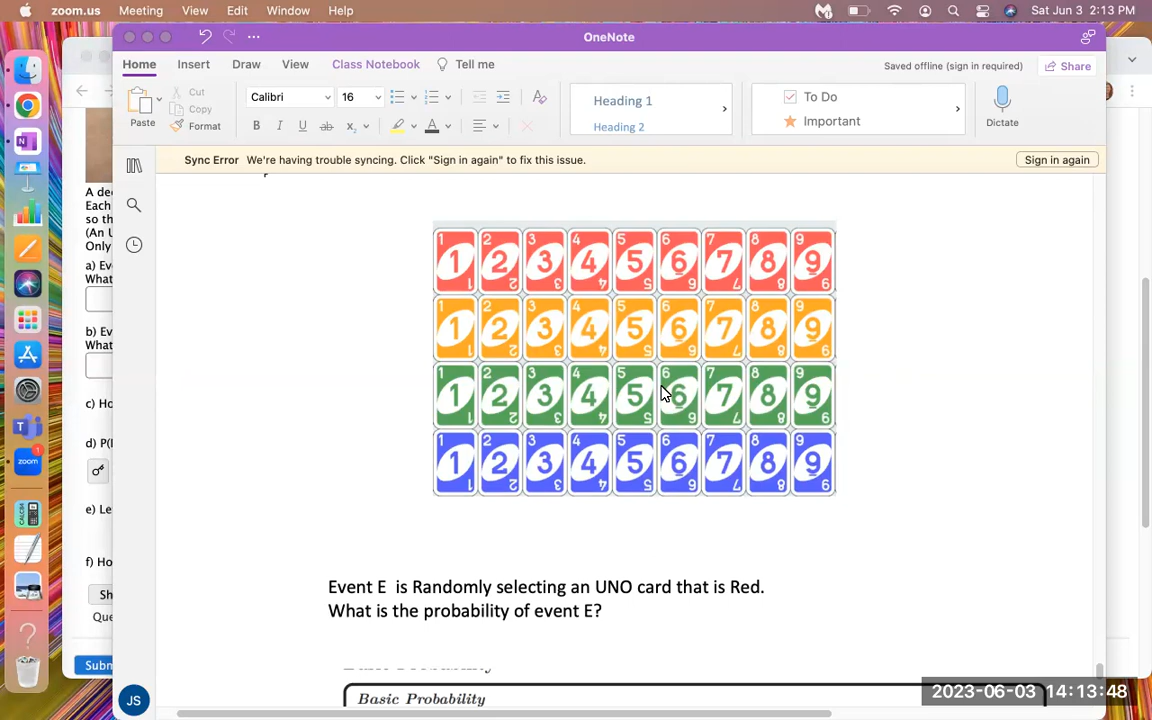 zoom.us Meeting View Edit Window Help Sat Jun 3 2:13 PM
OneNote
Home Insert Draw View Class Notebook Tell me Saved offline (sign in required) Share
Paste Cut Copy Format Calibri 16 Heading 1 Heading 2 To Do Important Dictate
B I U ab x₂ A
Sync Error We're having trouble syncing. Click "Sign in again" to fix this issue. Sign in again
1 2 3 4 5 6 7 8 9
1 2 3 4 5 6 7 8 9
1 2 3 4 5 6 7 8 9
1 2 3 4 5 6 7 8 9
Event E is Randomly selecting an UNO card that is Red.
What is the probability of event E?
Basic Probability
A de
Each
so th
(An U
Only
a) Ev
What
b) Ev
What
c) Ho
d) P(
e) Le
f) Ho
Sh
Que
Subm
JS
zoom
1
2023-06-03 14:13:48